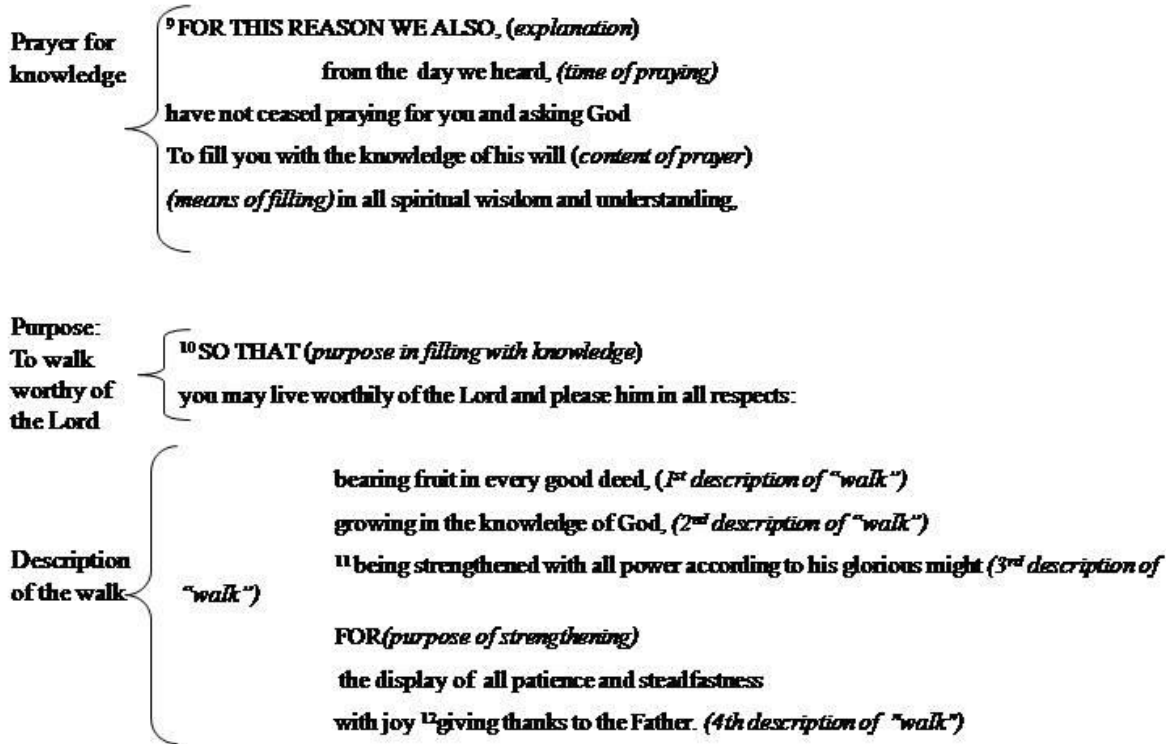 Prayer for
knowledge
⁹ FOR THIS REASON WE ALSO, (explanation)
from the day we heard, (time of praying)
have not ceased praying for you and asking God
To fill you with the knowledge of his will (content of prayer)
(means of filling) in all spiritual wisdom and understanding,
Purpose:
To walk
worthy of
the Lord
¹⁰ SO THAT (purpose in filling with knowledge)
you may live worthily of the Lord and please him in all respects:
Description
of the walk
bearing fruit in every good deed, (1ˢᵗ description of “walk”)
growing in the knowledge of God, (2ⁿᵈ description of “walk”)
¹¹ being strengthened with all power according to his glorious might (3ʳᵈ description of
“walk”)
FOR (purpose of strengthening)
the display of all patience and steadfastness
with joy ¹²giving thanks to the Father. (4th description of ”walk”)